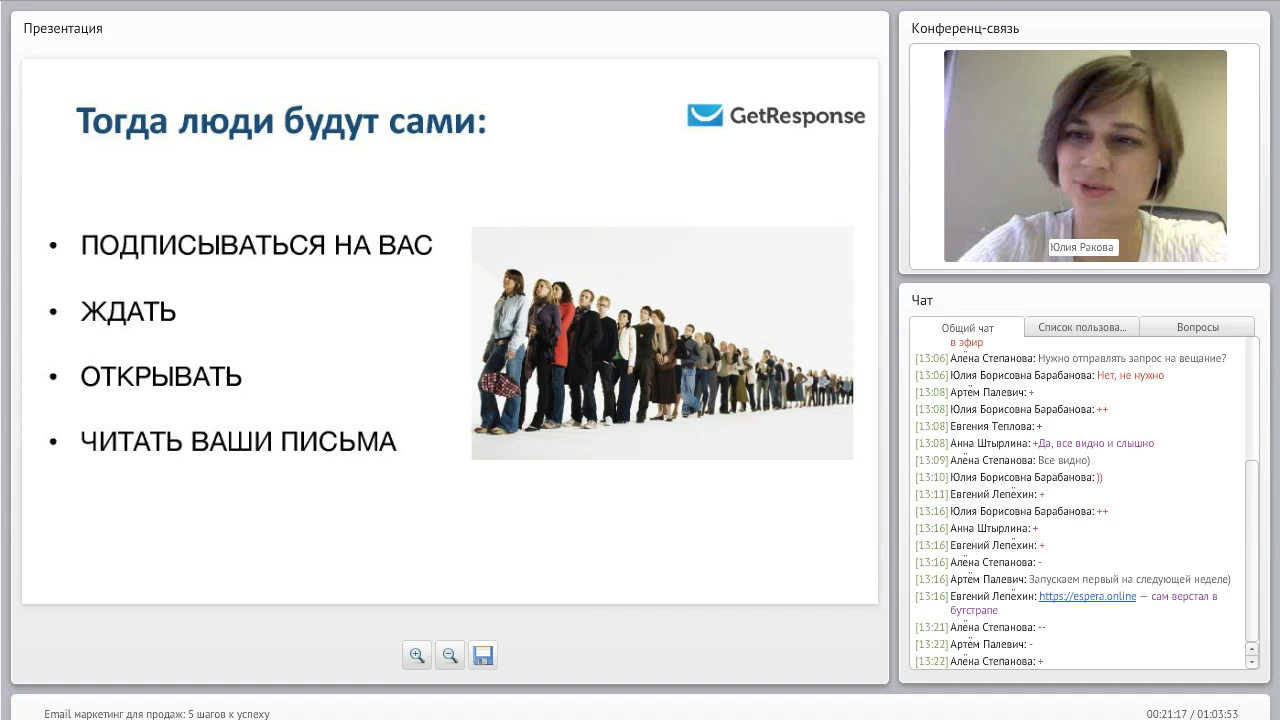 Презентация
Тогда люди будут сами:
GetResponse
• ПОДПИСЫВАТЬСЯ НА ВАС
• ЖДАТЬ
• ОТКРЫВАТЬ
• ЧИТАТЬ ВАШИ ПИСЬМА
Конференц-связь
Юлия Ракова
Чат
Общий чат
Список пользова...
Вопросы
в эфир
[13:06] Алёна Степанова: Нужно отправлять запрос на вещание?
[13:06] Юлия Борисовна Барабанова: Нет, не нужно
[13:08] Артём Палевич: +
[13:08] Юлия Борисовна Барабанова: ++
[13:08] Евгения Теплова: +
[13:08] Анна Штырлина: +Да, все видно и слышно
[13:09] Алёна Степанова: Все видно)
[13:10] Юлия Борисовна Барабанова: ))
[13:11] Евгений Лепёхин: +
[13:16] Юлия Борисовна Барабанова: ++
[13:16] Анна Штырлина: +
[13:16] Евгений Лепёхин: +
[13:16] Алёна Степанова: -
[13:16] Артём Палевич: Запускаем первый на следующей неделе)
[13:16] Евгений Лепёхин: https://espera.online — сам верстал в
бутстрапе
[13:21] Алёна Степанова: --
[13:22] Артём Палевич: -
[13:22] Алёна Степанова: +
Email маркетинг для продаж: 5 шагов к успеху
00:21:17 / 01:03:53